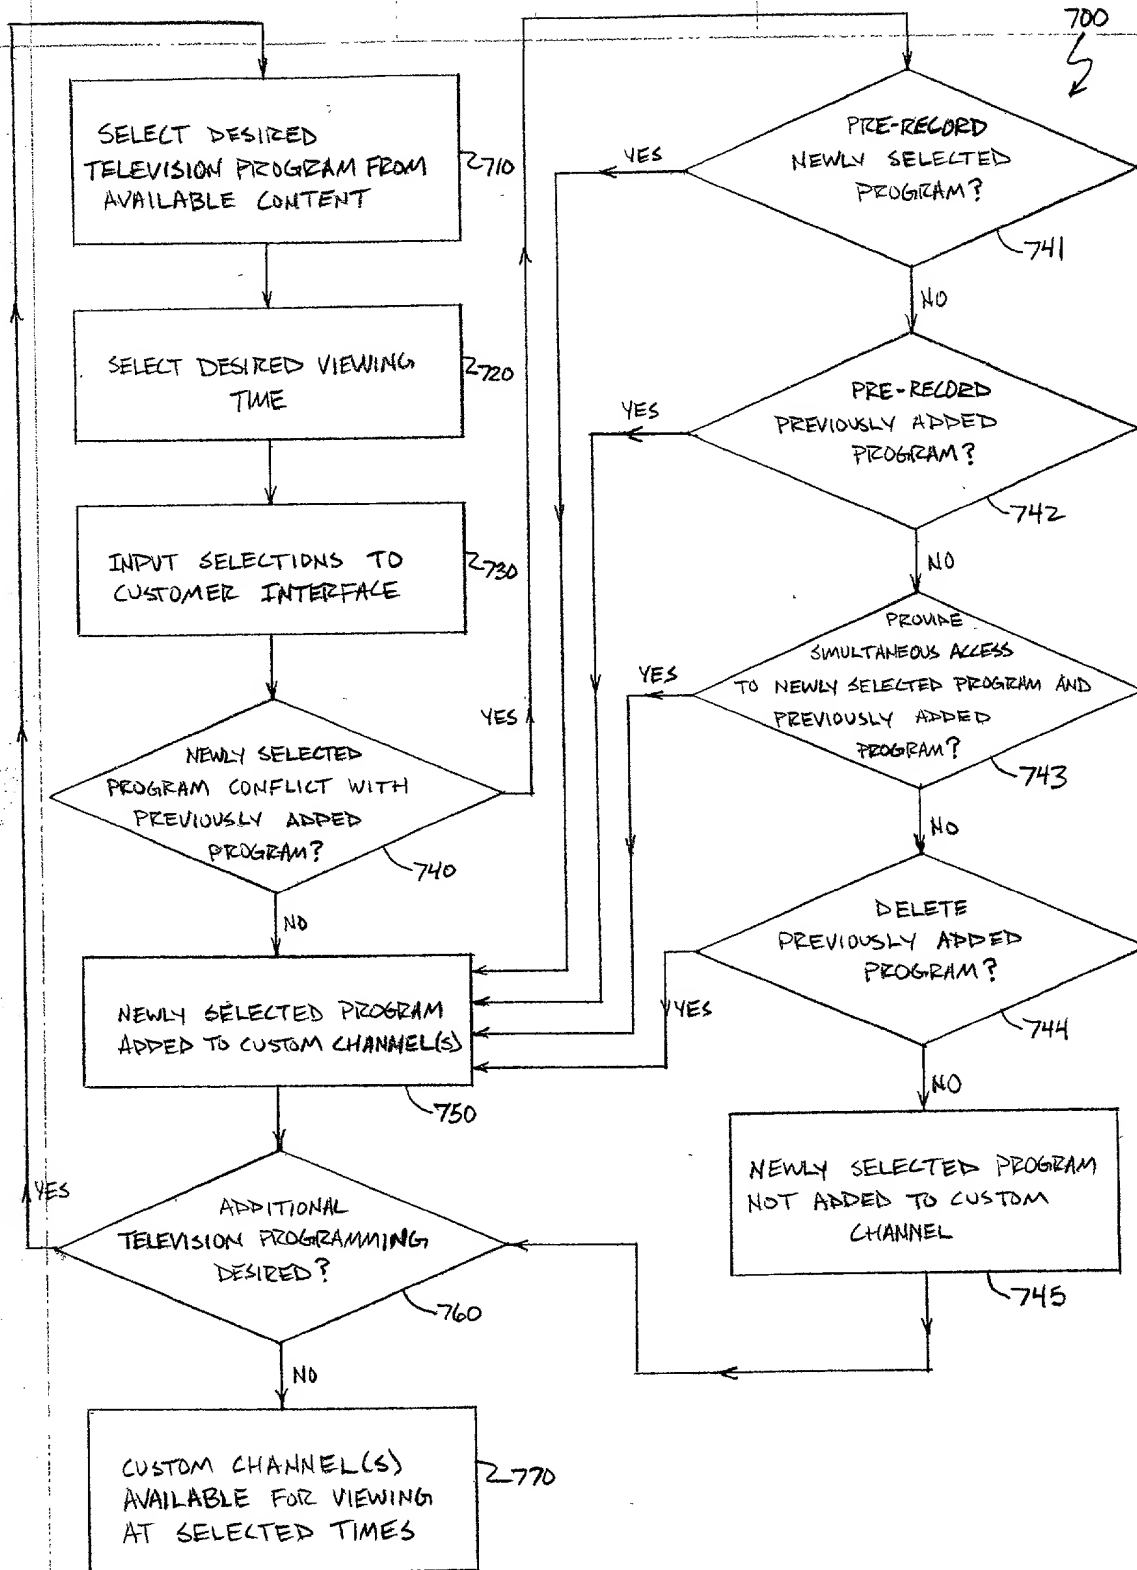 700
SELECT DESIRED
TELEVISION PROGRAM FROM
AVAILABLE CONTENT
710
SELECT DESIRED VIEWING
TIME
720
INPUT SELECTIONS TO
CUSTOMER INTERFACE
730
NEWLY SELECTED
PROGRAM CONFLICT WITH
PREVIOUSLY ADDED
PROGRAM?
740
YES
NO
NEWLY SELECTED PROGRAM
ADDED TO CUSTOM CHANNEL(S)
750
ADDITIONAL
TELEVISION PROGRAMMING
DESIRED?
760
YES
NO
CUSTOM CHANNEL(S)
AVAILABLE FOR VIEWING
AT SELECTED TIMES
770
PRE-RECORD
NEWLY SELECTED
PROGRAM?
741
YES
NO
PRE-RECORD
PREVIOUSLY ADDED
PROGRAM?
742
YES
NO
PROVIDE
SIMULTANEOUS ACCESS
TO NEWLY SELECTED PROGRAM AND
PREVIOUSLY ADDED
PROGRAM?
743
YES
NO
DELETE
PREVIOUSLY ADDED
PROGRAM?
744
YES
NO
NEWLY SELECTED PROGRAM
NOT ADDED TO CUSTOM
CHANNEL
745